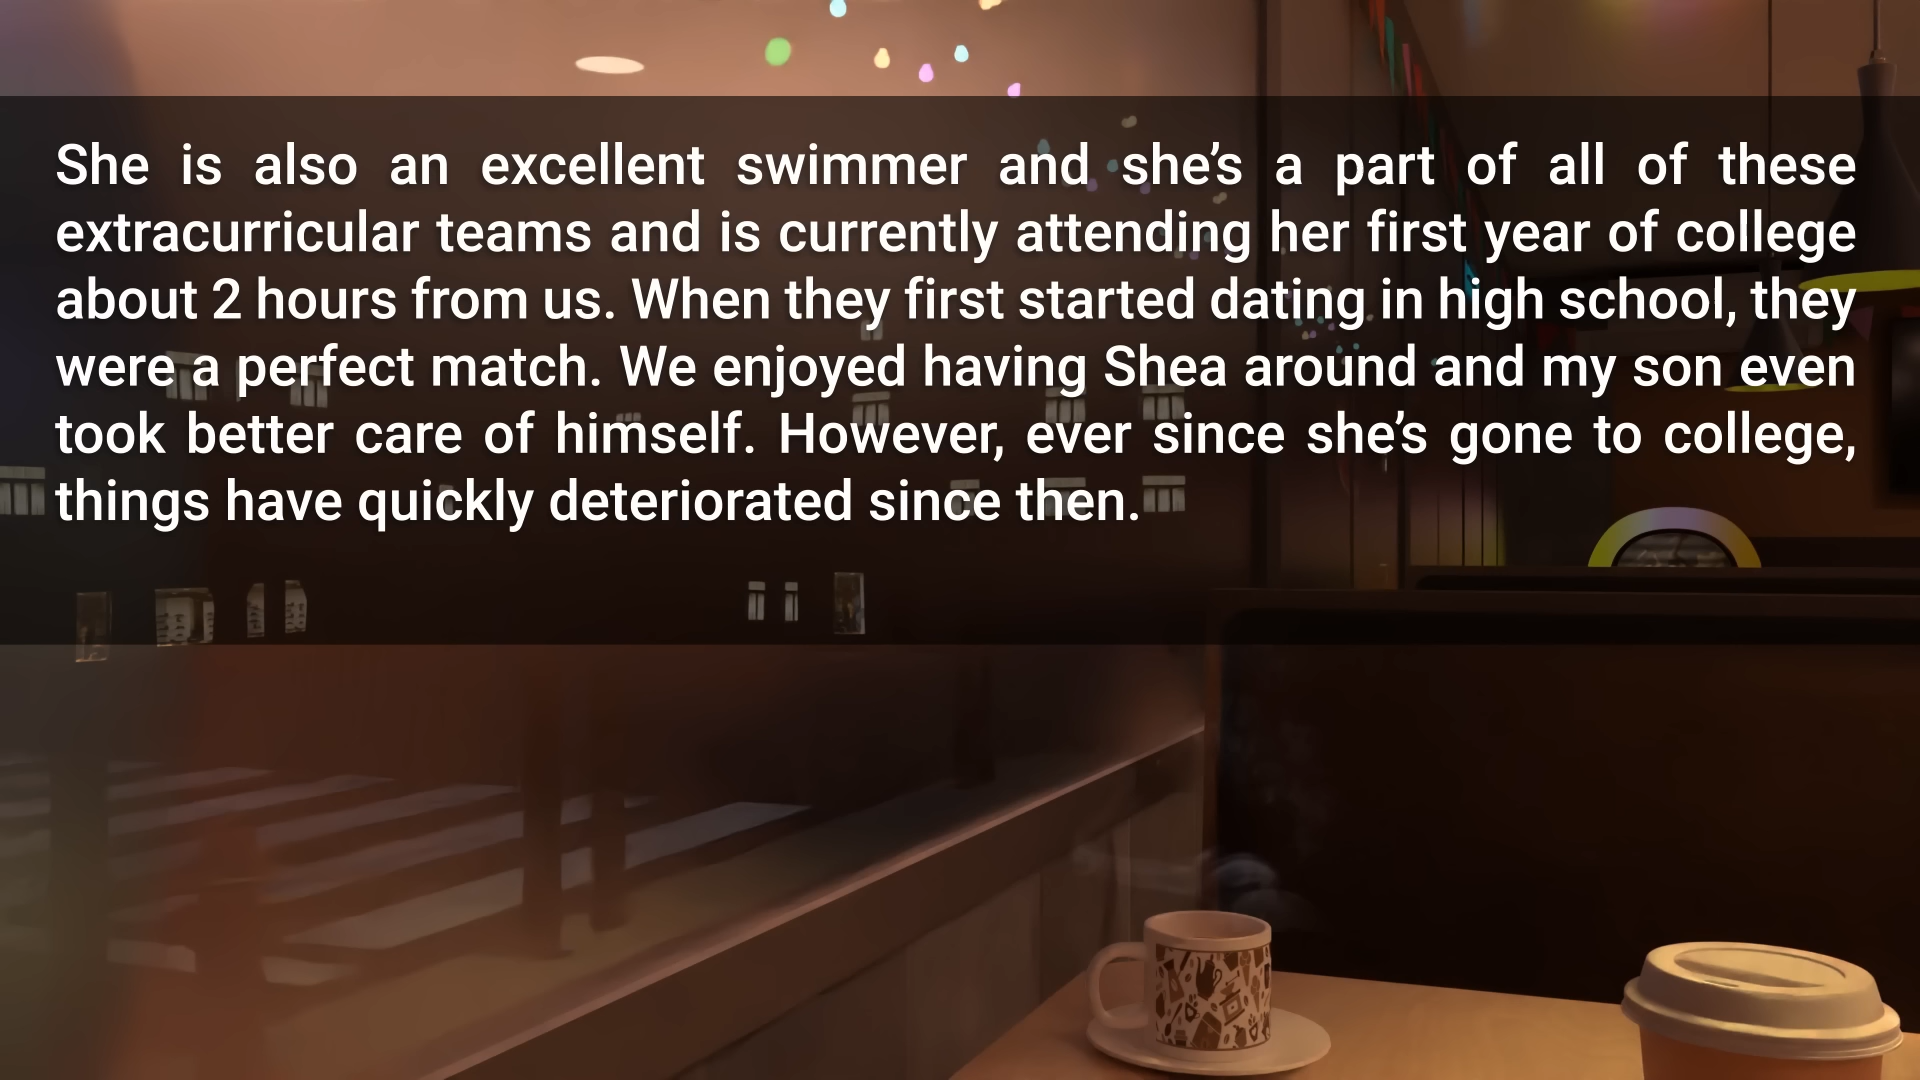 She is also an excellent swimmer and she’s a part of all of these
extracurricular teams and is currently attending her first year of college
about 2 hours from us. When they first started dating in high school, they
were a perfect match. We enjoyed having Shea around and my son even
took better care of himself. However, ever since she’s gone to college,
things have quickly deteriorated since then.